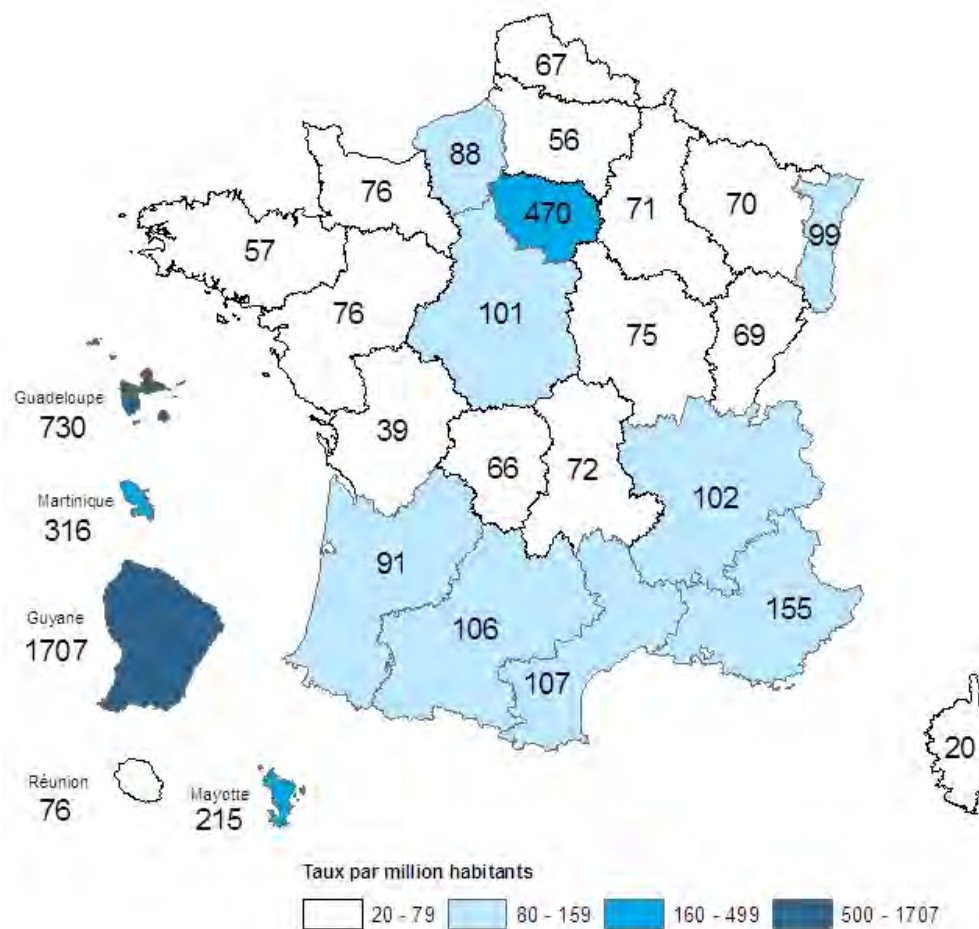 67
56
88
76
470
71
70
99
57
76
101
75
69
Guadeloupe
730
39
66
72
102
Martinique
316
91
155
Guyane
1707
106
107
20
Réunion
76
Mayotte
215
Taux par million habitants
20 - 79
80 - 159
160 - 499
500 - 1707